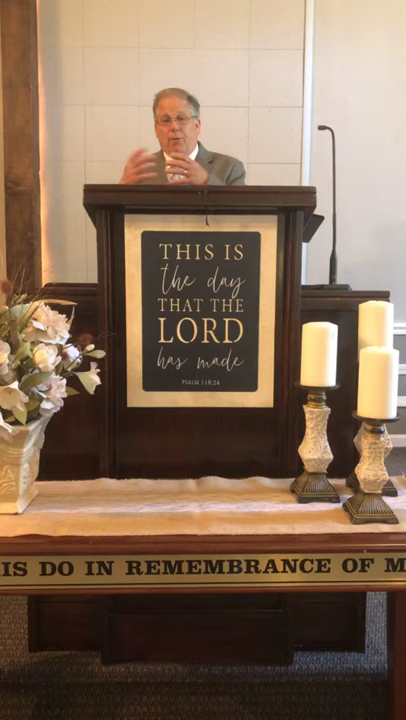 THIS IS
the day
THAT THE
LORD
has made
PSALM 118:24
IS DO IN REMEMBRANCE OF M